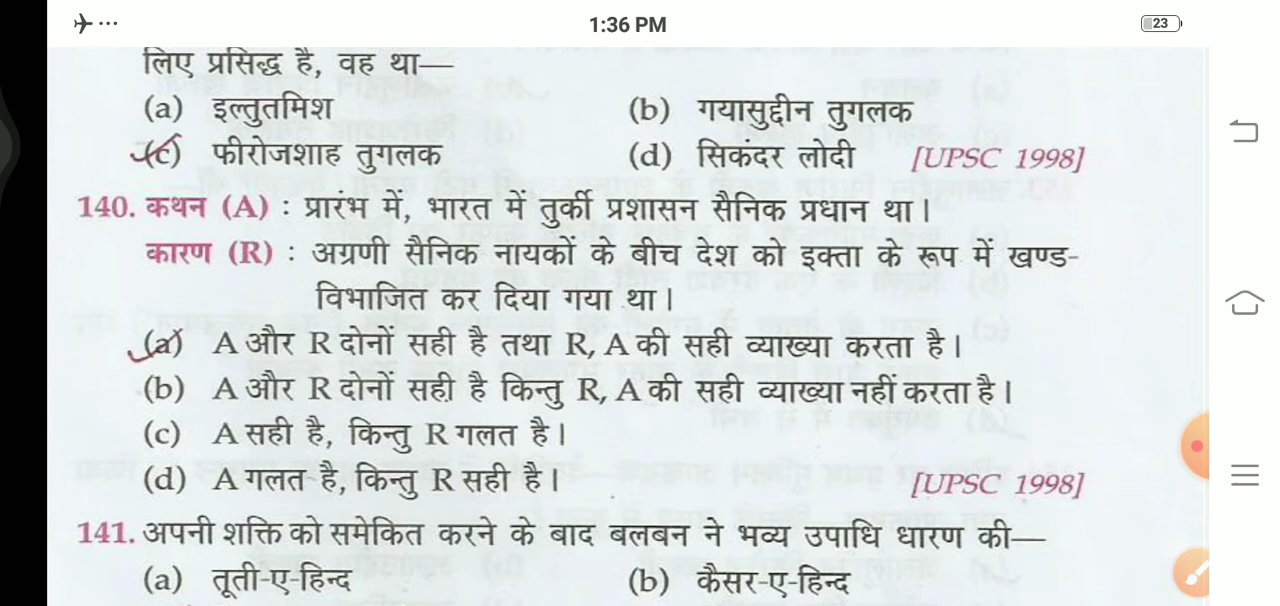 1:36 PM
23
लिए प्रसिद्ध है, वह था—
(a) इल्तुतमिश (b) गयासुद्दीन तुगलक
(c) फीरोजशाह तुगलक (d) सिकंदर लोदी [UPSC 1998]
140. कथन (A) : प्रारंभ में, भारत में तुर्की प्रशासन सैनिक प्रधान था।
कारण (R) : अग्रणी सैनिक नायकों के बीच देश को इक्ता के रूप में खण्ड-
विभाजित कर दिया गया था।
(a) A और R दोनों सही है तथा R, A की सही व्याख्या करता है।
(b) A और R दोनों सही है किन्तु R, A की सही व्याख्या नहीं करता है।
(c) A सही है, किन्तु R गलत है।
(d) A गलत है, किन्तु R सही है। [UPSC 1998]
141. अपनी शक्ति को समेकित करने के बाद बलबन ने भव्य उपाधि धारण की—
(a) तूती-ए-हिन्द (b) कैसर-ए-हिन्द